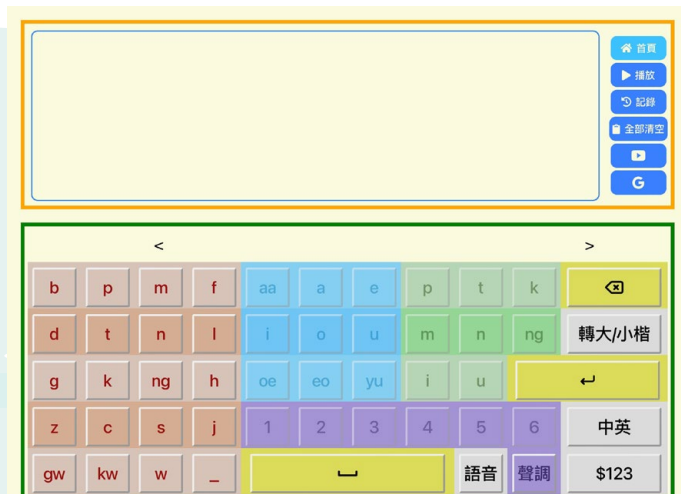 首頁
播放
記錄
全部清空
G
< >
b p m f aa a e p t k
d t n l i o u m n ng 轉大/小楷
g k ng h oe eo yu i u
z c s j 1 2 3 4 5 6 中英
gw kw w _ 語音 聲調 $123